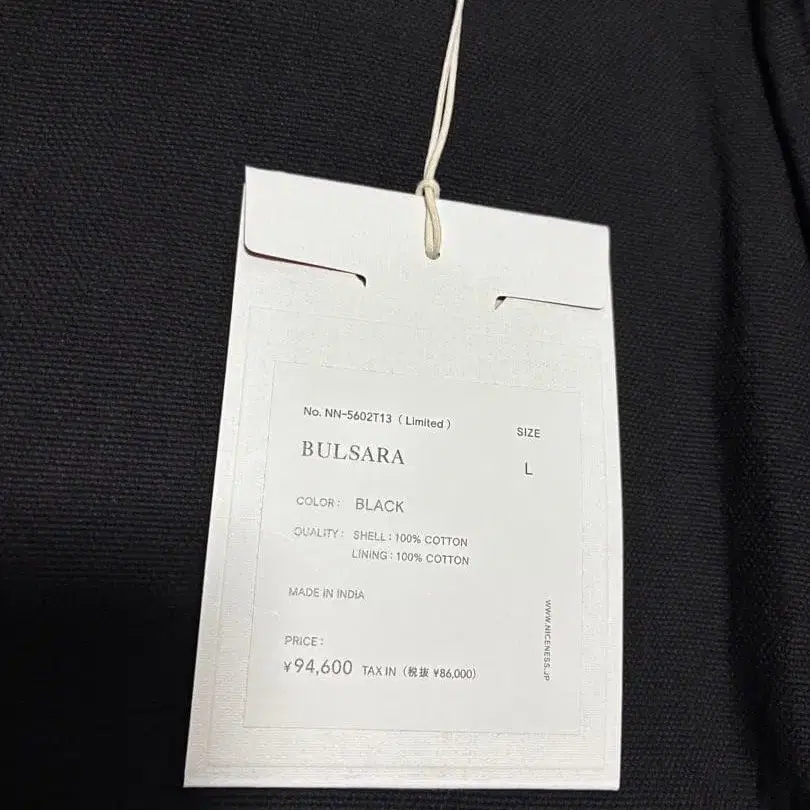 No. NN-5602T13 ( Limited )
SIZE
BULSARA
L
COLOR: BLACK
QUALITY: SHELL:100% COTTON
LINING:100% COTTON
MADE IN INDIA
PRICE:
¥94,600 TAX IN (税抜 ¥86,000)
WWW.NICENESS.JP